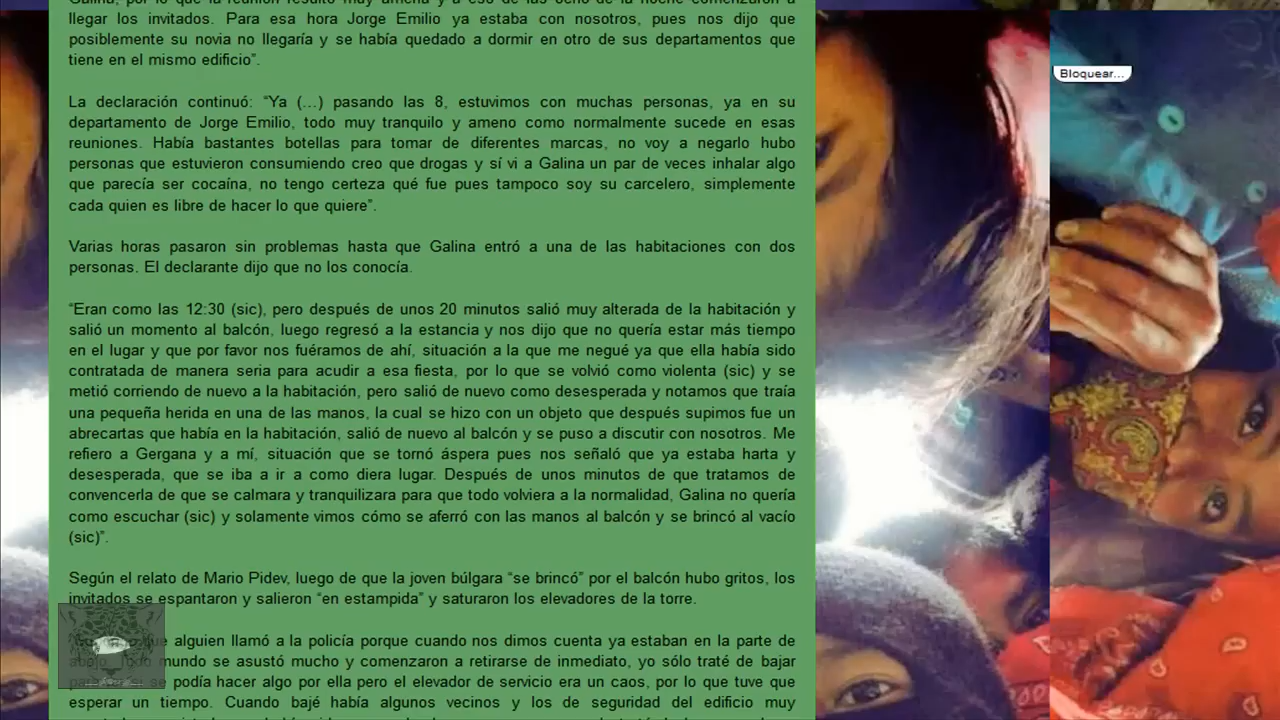 llegar los invitados. Para esa hora Jorge Emilio ya estaba con nosotros, pues nos dijo que
posiblemente su novia no llegaría y se había quedado a dormir en otro de sus departamentos que
tiene en el mismo edificio”.
La declaración continuó: “Ya (…) pasando las 8, estuvimos con muchas personas, ya en su
departamento de Jorge Emilio, todo muy tranquilo y ameno como normalmente sucede en esas
reuniones. Había bastantes botellas para tomar de diferentes marcas, no voy a negarlo hubo
personas que estuvieron consumiendo creo que drogas y sí vi a Galina un par de veces inhalar algo
que parecía ser cocaína, no tengo certeza qué fue pues tampoco soy su carcelero, simplemente
cada quien es libre de hacer lo que quiere”.
Varias horas pasaron sin problemas hasta que Galina entró a una de las habitaciones con dos
personas. El declarante dijo que no los conocía.
“Eran como las 12:30 (sic), pero después de unos 20 minutos salió muy alterada de la habitación y
salió un momento al balcón, luego regresó a la estancia y nos dijo que no quería estar más tiempo
en el lugar y que por favor nos fuéramos de ahí, situación a la que me negué ya que ella había sido
contratada de manera seria para acudir a esa fiesta, por lo que se volvió como violenta (sic) y se
metió corriendo de nuevo a la habitación, pero salió de nuevo como desesperada y notamos que traía
una pequeña herida en una de las manos, la cual se hizo con un objeto que después supimos fue un
abrecartas que había en la habitación, salió de nuevo al balcón y se puso a discutir con nosotros. Me
refiero a Gergana y a mí, situación que se tornó áspera pues nos señaló que ya estaba harta y
desesperada, que se iba a ir a como diera lugar. Después de unos minutos de que tratamos de
convencerla de que se calmara y tranquilizara para que todo volviera a la normalidad, Galina no quería
como escuchar (sic) y solamente vimos cómo se aferró con las manos al balcón y se brincó al vacío
(sic)”.
Según el relato de Mario Pidev, luego de que la joven búlgara “se brincó” por el balcón hubo gritos, los
invitados se espantaron y salieron “en estampida” y saturaron los elevadores de la torre.
alguien llamó a la policía porque cuando nos dimos cuenta ya estaban en la parte de
mundo se asustó mucho y comenzaron a retirarse de inmediato, yo sólo traté de bajar
podía hacer algo por ella pero el elevador de servicio era un caos, por lo que tuve que
esperar un tiempo. Cuando bajé había algunos vecinos y los de seguridad del edificio muy
Bloquear...